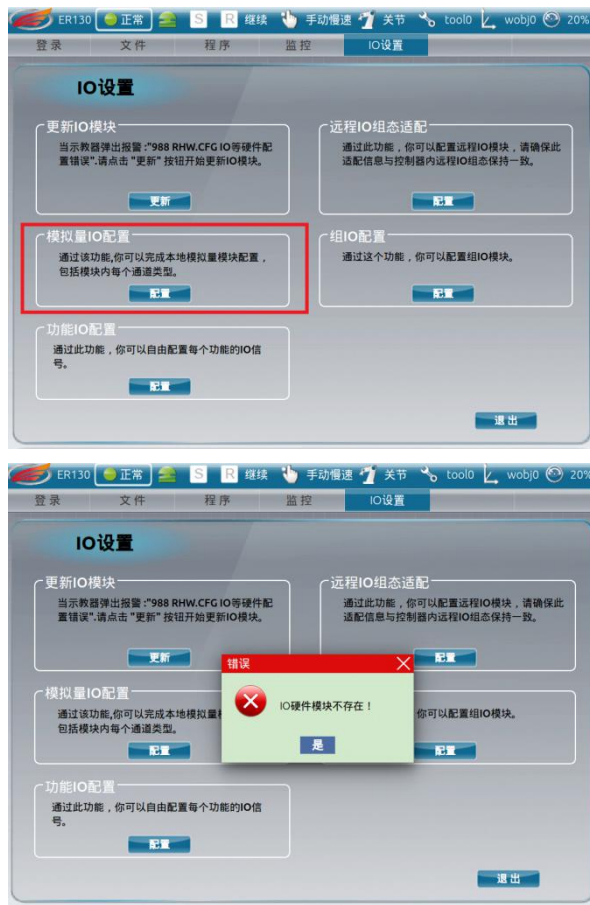 ER130 正常 S R 继续 手动慢速 关节 tool0 wobj0 20%
登录 文件 程序 监控 IO设置
IO设置
更新IO模块
当示教器弹出报警:"988 RHW.CFG IO等硬件配
置错误".请点击 "更新" 按钮开始更新IO模块。
更新
远程IO组态适配
通过此功能，你可以配置远程IO模块，请确保此
适配信息与控制器内远程IO组态保持一致。
配置
模拟量IO配置
通过该功能,你可以完成本地模拟量模块配置，
包括模块内每个通道类型。
配置
组IO配置
通过这个功能，你可以配置组IO模块。
配置
功能IO配置
通过此功能，你可以自由配置每个功能的IO信
号。
配置
退出
ER130 正常 S R 继续 手动慢速 关节 tool0 wobj0 20%
登录 文件 程序 监控 IO设置
IO设置
更新IO模块
当示教器弹出报警:"988 RHW.CFG IO等硬件配
置错误".请点击 "更新" 按钮开始更新IO模块。
更新
远程IO组态适配
通过此功能，你可以配置远程IO模块，请确保此
适配信息与控制器内远程IO组态保持一致。
配置
错误
IO硬件模块不存在！
是
模拟量IO配置
通过该功能,你可以完成本地模拟量
包括模块内每个通道类型。
配置
你可以配置组IO模块。
配置
功能IO配置
通过此功能，你可以自由配置每个功能的IO信
号。
配置
退出